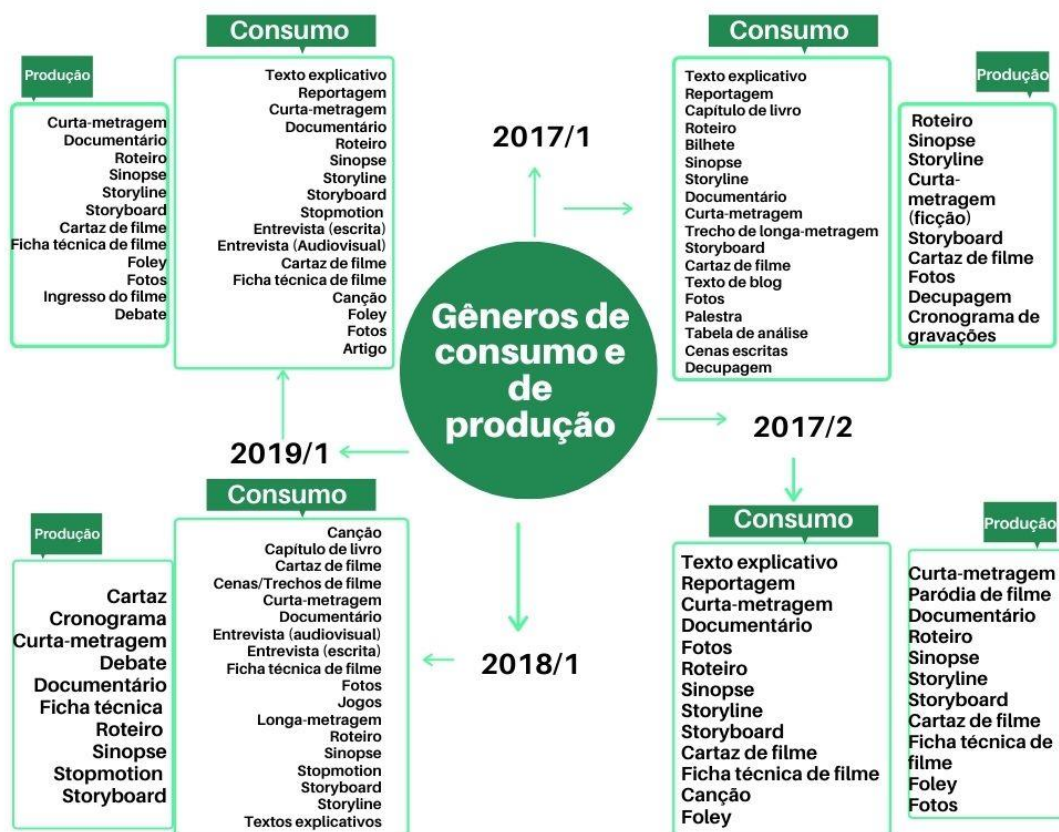 Gêneros de
consumo e
de
produção
2017/1
Consumo
Texto explicativo
Reportagem
Capítulo de livro
Roteiro
Bilhete
Sinopse
Storyline
Documentário
Curta-metragem
Trecho de longa-metragem
Storyboard
Cartaz de filme
Texto de blog
Fotos
Palestra
Tabela de análise
Cenas escritas
Decupagem
Produção
Roteiro
Sinopse
Storyline
Curta-
metragem
(ficção)
Storyboard
Cartaz de filme
Fotos
Decupagem
Cronograma de
gravações
2017/2
Consumo
Texto explicativo
Reportagem
Curta-metragem
Documentário
Fotos
Roteiro
Sinopse
Storyline
Storyboard
Cartaz de filme
Ficha técnica de filme
Canção
Foley
Produção
Curta-metragem
Paródia de filme
Documentário
Roteiro
Sinopse
Storyline
Storyboard
Cartaz de filme
Ficha técnica de
filme
Foley
Fotos
2018/1
Consumo
Canção
Capítulo de livro
Cartaz de filme
Cenas/Trechos de filme
Curta-metragem
Documentário
Entrevista (audiovisual)
Entrevista (escrita)
Ficha técnica de filme
Fotos
Jogos
Longa-metragem
Roteiro
Sinopse
Stopmotion
Storyboard
Storyline
Textos explicativos
Produção
Cartaz
Cronograma
Curta-metragem
Debate
Documentário
Ficha técnica
Roteiro
Sinopse
Stopmotion
Storyboard
2019/1
Consumo
Texto explicativo
Reportagem
Curta-metragem
Documentário
Roteiro
Sinopse
Storyline
Storyboard
Stopmotion
Entrevista (escrita)
Entrevista (Audiovisual)
Cartaz de filme
Ficha técnica de filme
Canção
Foley
Fotos
Artigo
Produção
Curta-metragem
Documentário
Roteiro
Sinopse
Storyline
Storyboard
Cartaz de filme
Ficha técnica de filme
Foley
Fotos
Ingresso do filme
Debate